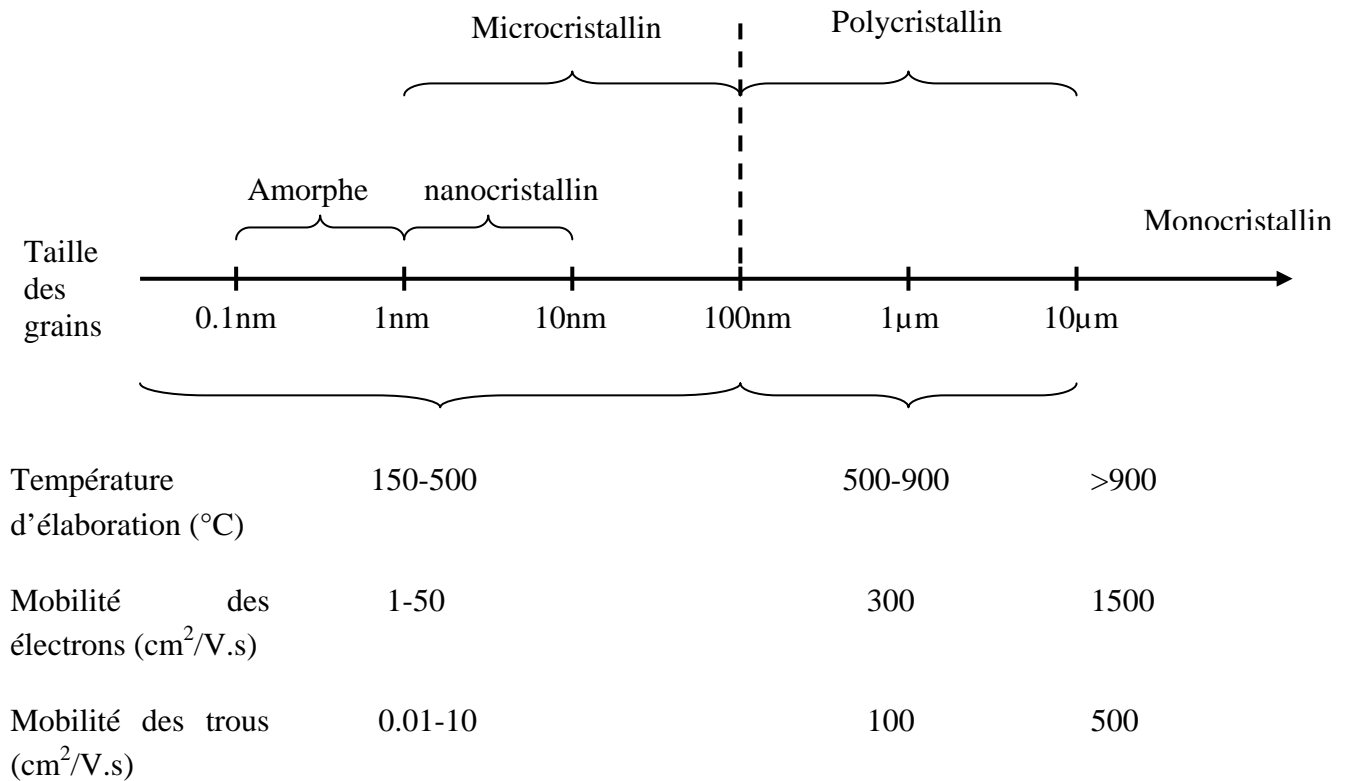 Microcristallin
Polycristallin
Amorphe
nanocristallin
Monocristallin
Taille
des
grains
0.1nm 1nm 10nm 100nm 1µm 10µm
Température
d’élaboration (°C)
150-500 500-900 >900
Mobilité des
électrons (cm²/V.s)
1-50 300 1500
Mobilité des trous
(cm²/V.s)
0.01-10 100 500